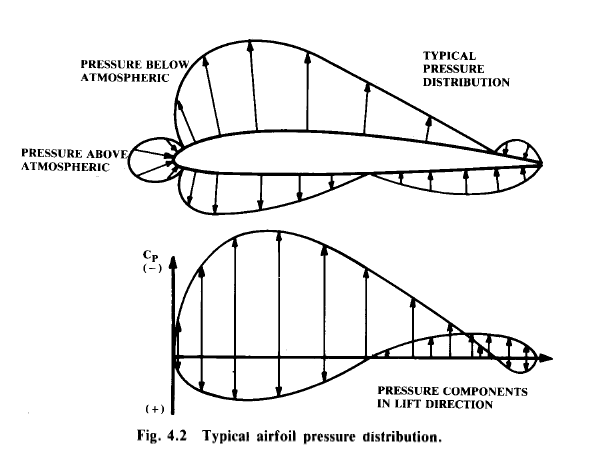 PRESSURE BELOW
ATMOSPHERIC
TYPICAL
PRESSURE
DISTRIBUTION
PRESSURE ABOVE
ATMOSPHERIC
CP
(−)
(+)
PRESSURE COMPONENTS
IN LIFT DIRECTION
Fig. 4.2 Typical airfoil pressure distribution.